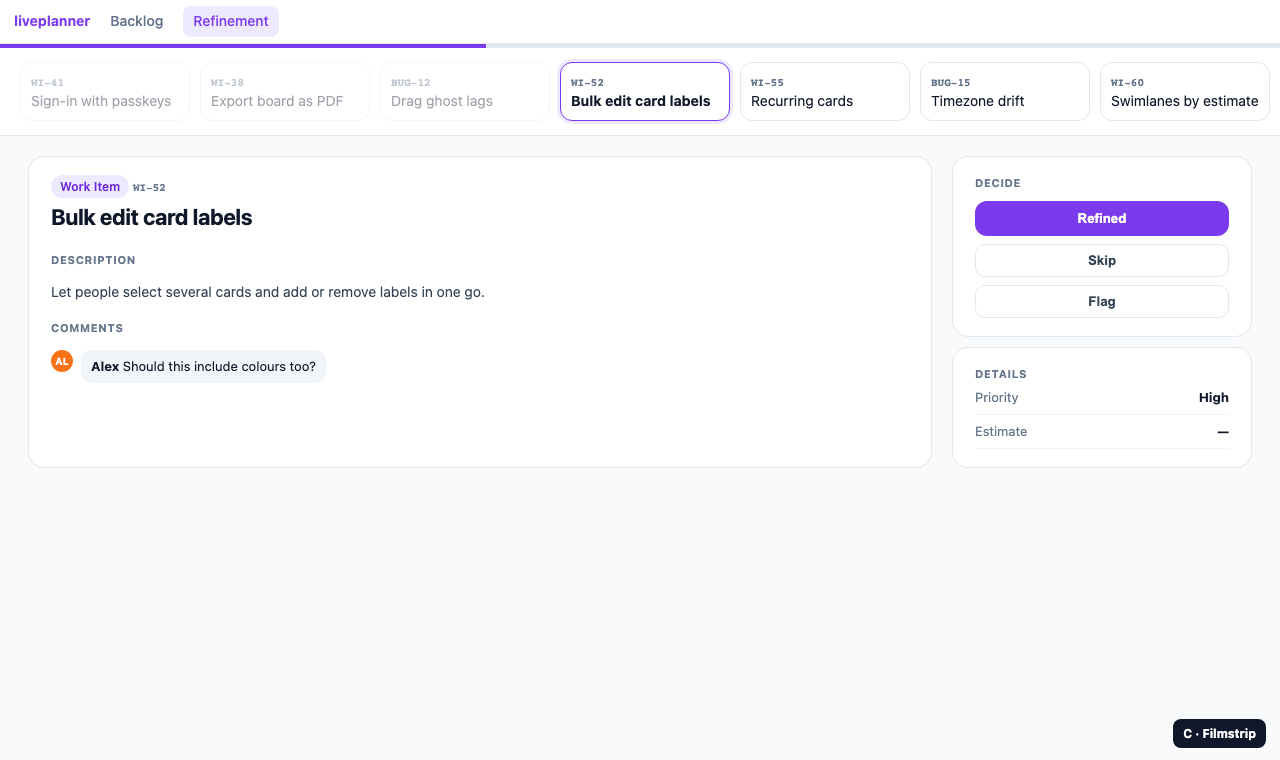 liveplanner Backlog Refinement
WI-41
Sign-in with passkeys
WI-38
Export board as PDF
BUG-12
Drag ghost lags
WI-52
Bulk edit card labels
WI-55
Recurring cards
BUG-15
Timezone drift
WI-60
Swimlanes by estimate
Work Item WI-52
Bulk edit card labels
DESCRIPTION
Let people select several cards and add or remove labels in one go.
COMMENTS
AL Alex Should this include colours too?
DECIDE
Refined
Skip
Flag
DETAILS
Priority High
Estimate —
C · Filmstrip